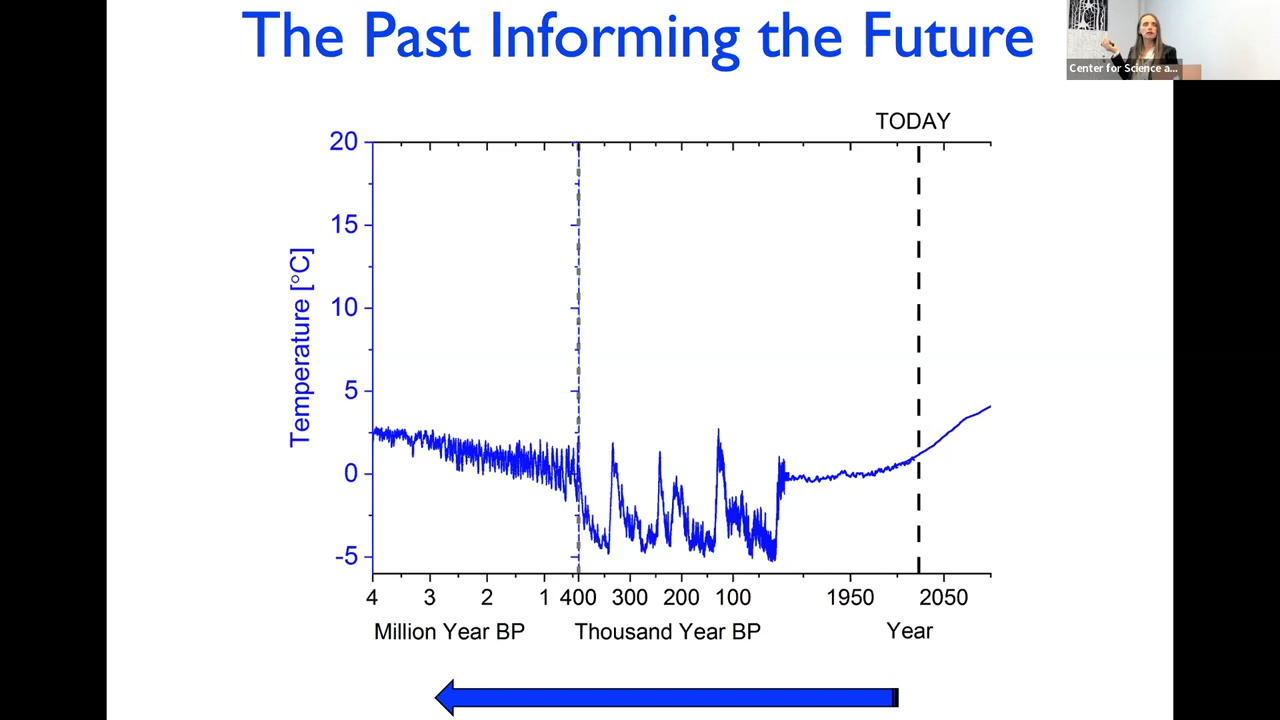 The Past Informing the Future
Center for Science a...
TODAY
20
15
10
5
0
-5
Temperature [°C]
4 3 2 1 400 300 200 100 1950 2050
Million Year BP Thousand Year BP Year